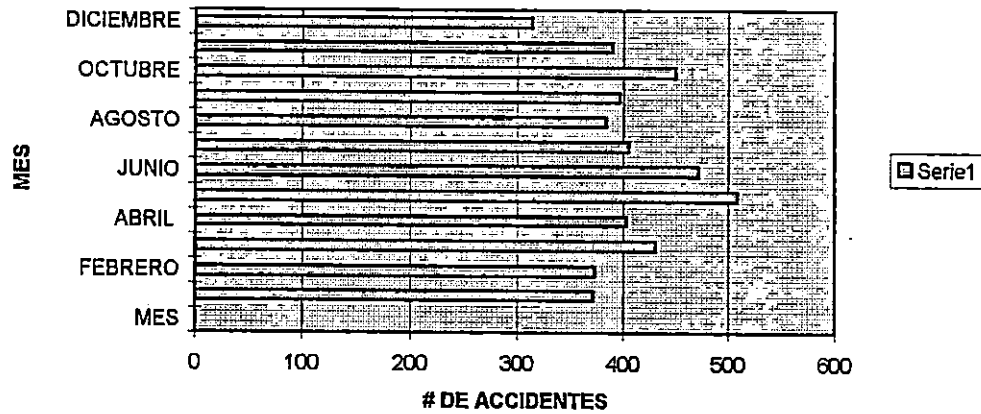 DICIEMBRE
OCTUBRE
AGOSTO
JUNIO
ABRIL
FEBRERO
MES
MES
0 100 200 300 400 500 600
# DE ACCIDENTES
Serie1